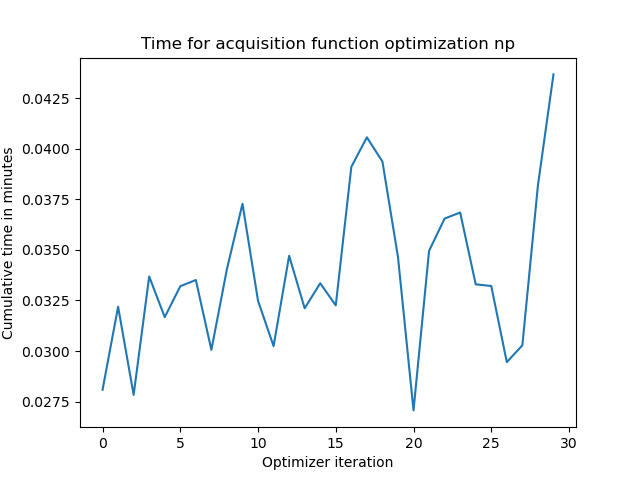 Time for acquisition function optimization np
Cumulative time in minutes
0.0425
0.0400
0.0375
0.0350
0.0325
0.0300
0.0275
0 5 10 15 20 25 30
Optimizer iteration